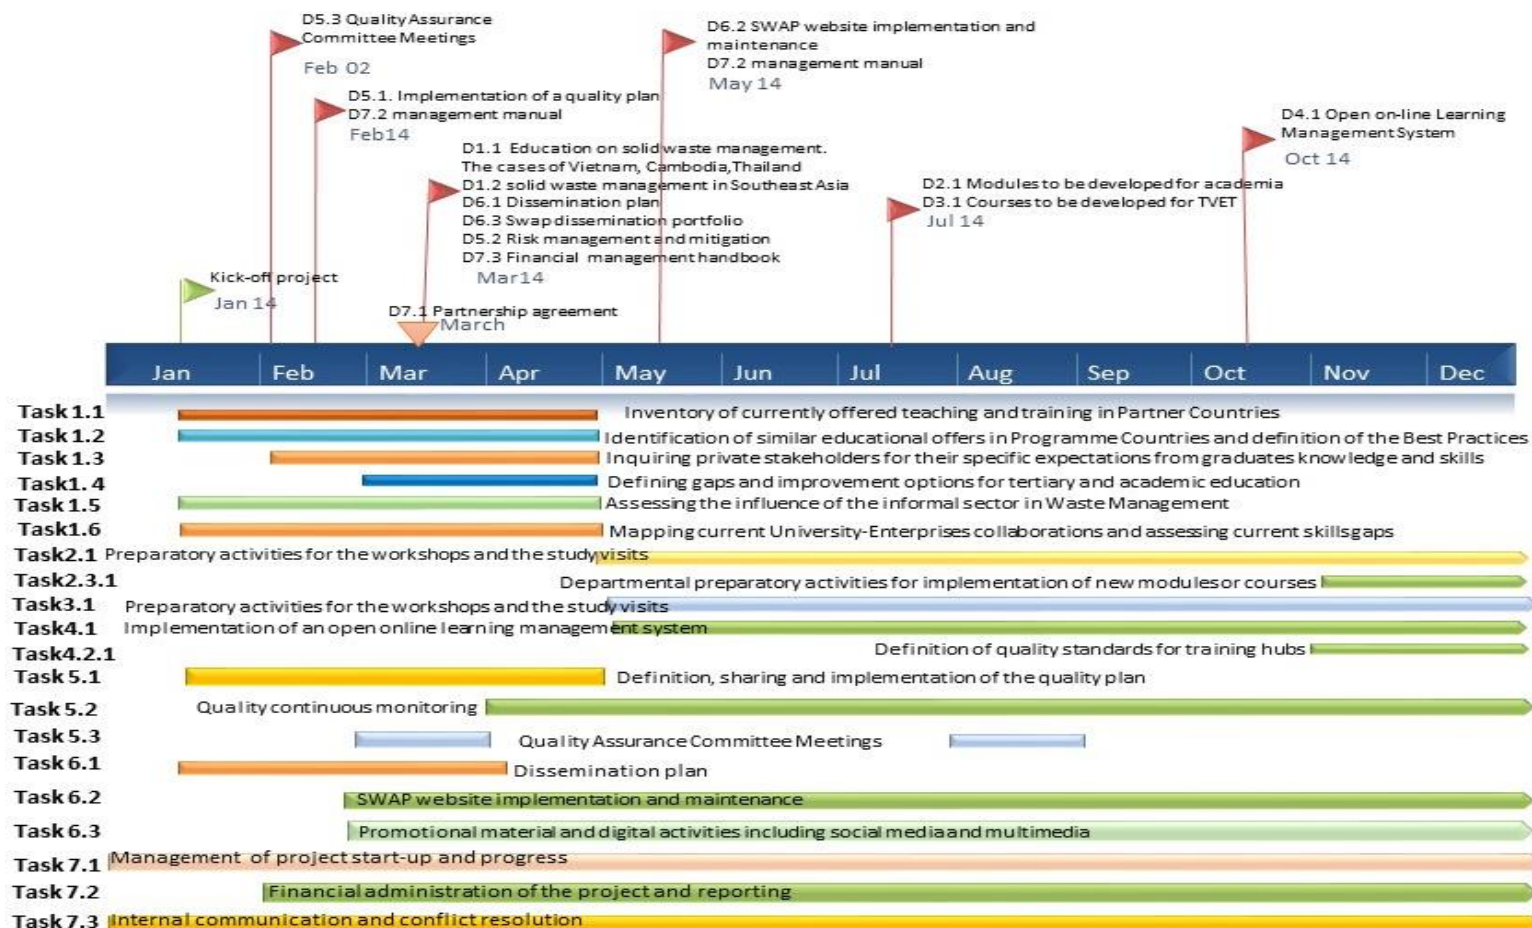 D5.3 Quality Assurance
Committee Meetings
Feb 02
D5.1. Implementation of a quality plan
D7.2 management manual
Feb14
D1.1 Education on solid waste management.
The cases of Vietnam, Cambodia,Thailand
D1.2 solid waste management in Southeast Asia
D6.1 Dissemination plan
D6.3 Swap dissemination portfolio
D5.2 Risk management and mitigation
D7.3 Financial management handbook
Mar14
D6.2 SWAP website implementation and
maintenance
D7.2 management manual
May 14
D4.1 Open on-line Learning
Management System
Oct 14
D2.1 Modules to be developed for academia
D3.1 Courses to be developed for TVET
Jul 14
Kick-off project
Jan 14
D7.1 Partnership agreement
March
Jan Feb Mar Apr May Jun Jul Aug Sep Oct Nov Dec
Task 1.1 Inventory of currently offered teaching and training in Partner Countries
Task 1.2 Identification of similar educational offers in Programme Countries and definition of the Best Practices
Task 1.3 Inquiring private stakeholders for their specific expectations from graduates knowledge and skills
Task1. 4 Defining gaps and improvement options for tertiary and academic education
Task 1.5 Assessing the influence of the informal sector in Waste Management
Task1.6 Mapping current University-Enterprises collaborations and assessing current skills gaps
Task2.1 Preparatory activities for the workshops and the study visits
Task2.3.1 Departmental preparatory activities for implementation of new modules or courses
Task3.1 Preparatory activities for the workshops and the study visits
Task4.1 Implementation of an open online learning management system
Task4.2.1 Definition of quality standards for training hubs
Task 5.1 Definition, sharing and implementation of the quality plan
Task 5.2 Quality continuous monitoring
Task 5.3 Quality Assurance Committee Meetings
Task 6.1 Dissemination plan
Task 6.2 SWAP website implementation and maintenance
Task 6.3 Promotional material and digital activities including social media and multimedia
Task 7.1 Management of project start-up and progress
Task 7.2 Financial administration of the project and reporting
Task 7.3 Internal communication and conflict resolution